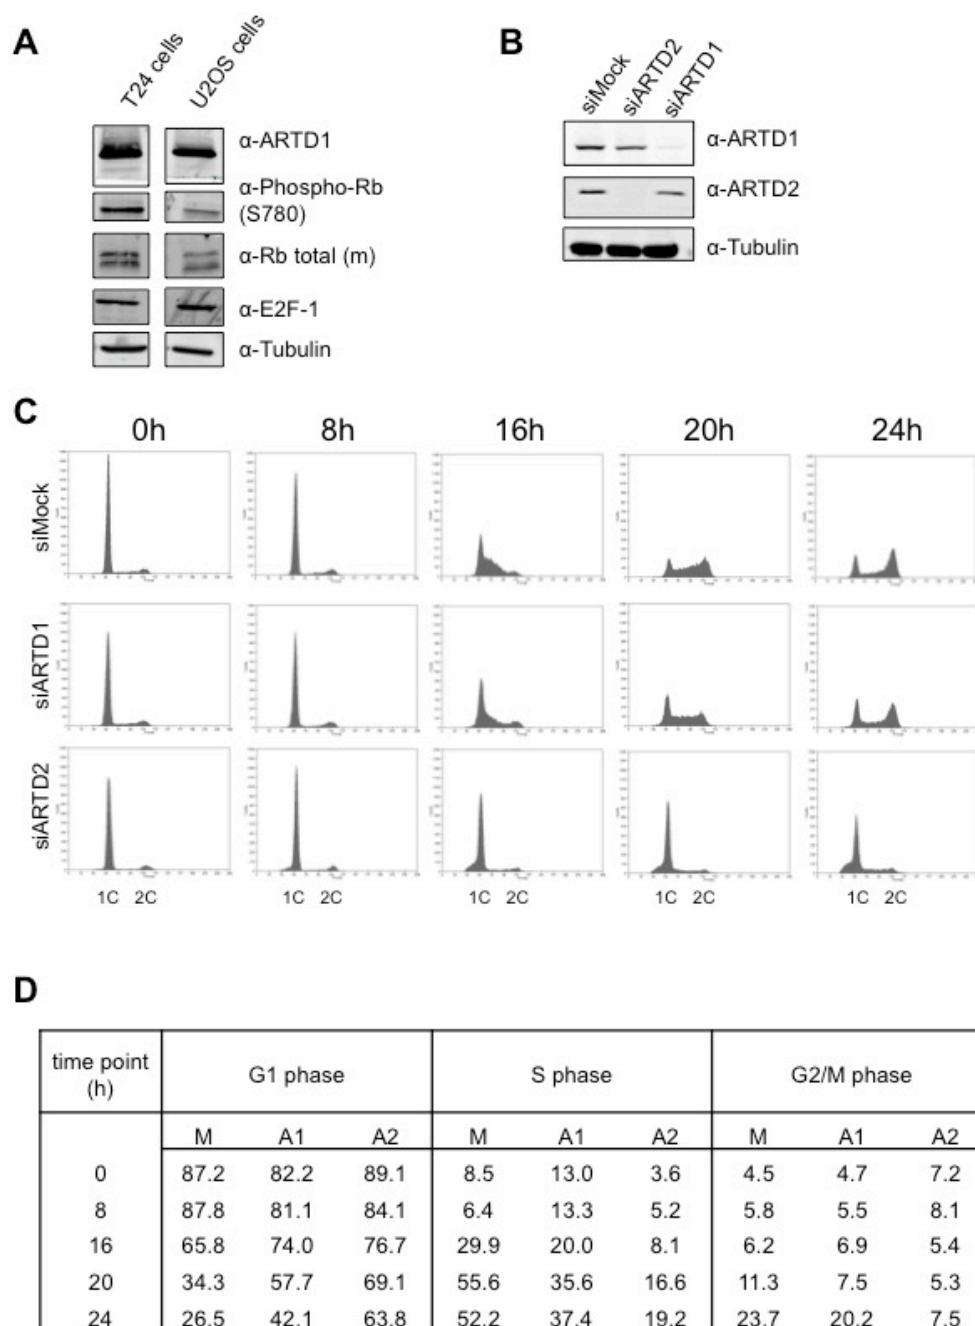 A
T24 cells
U2OS cells
α-ARTD1
α-Phospho-Rb
(S780)
α-Rb total (m)
α-E2F-1
α-Tubulin
B
siMock
siARTD2
siARTD1
α-ARTD1
α-ARTD2
α-Tubulin
C
0h 8h 16h 20h 24h
siMock
siARTD1
siARTD2
1C 2C 1C 2C 1C 2C 1C 2C 1C 2C
D
time point (h) G1 phase S phase G2/M phase
M A1 A2 M A1 A2 M A1 A2
0 87.2 82.2 89.1 8.5 13.0 3.6 4.5 4.7 7.2
8 87.8 81.1 84.1 6.4 13.3 5.2 5.8 5.5 8.1
16 65.8 74.0 76.7 29.9 20.0 8.1 6.2 6.9 5.4
20 34.3 57.7 69.1 55.6 35.6 16.6 11.3 7.5 5.3
24 26.5 42.1 63.8 52.2 37.4 19.2 23.7 20.2 7.5